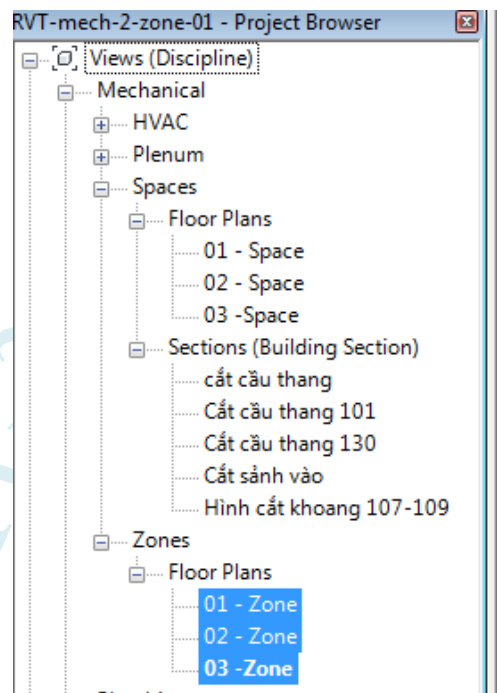 RVT-mech-2-zone-01 - Project Browser
Views (Discipline)
Mechanical
HVAC
Plenum
Spaces
Floor Plans
01 - Space
02 - Space
03 -Space
Sections (Building Section)
cắt cầu thang
Cắt cầu thang 101
Cắt cầu thang 130
Cắt sảnh vào
Hình cắt khoang 107-109
Zones
Floor Plans
01 - Zone
02 - Zone
03 -Zone